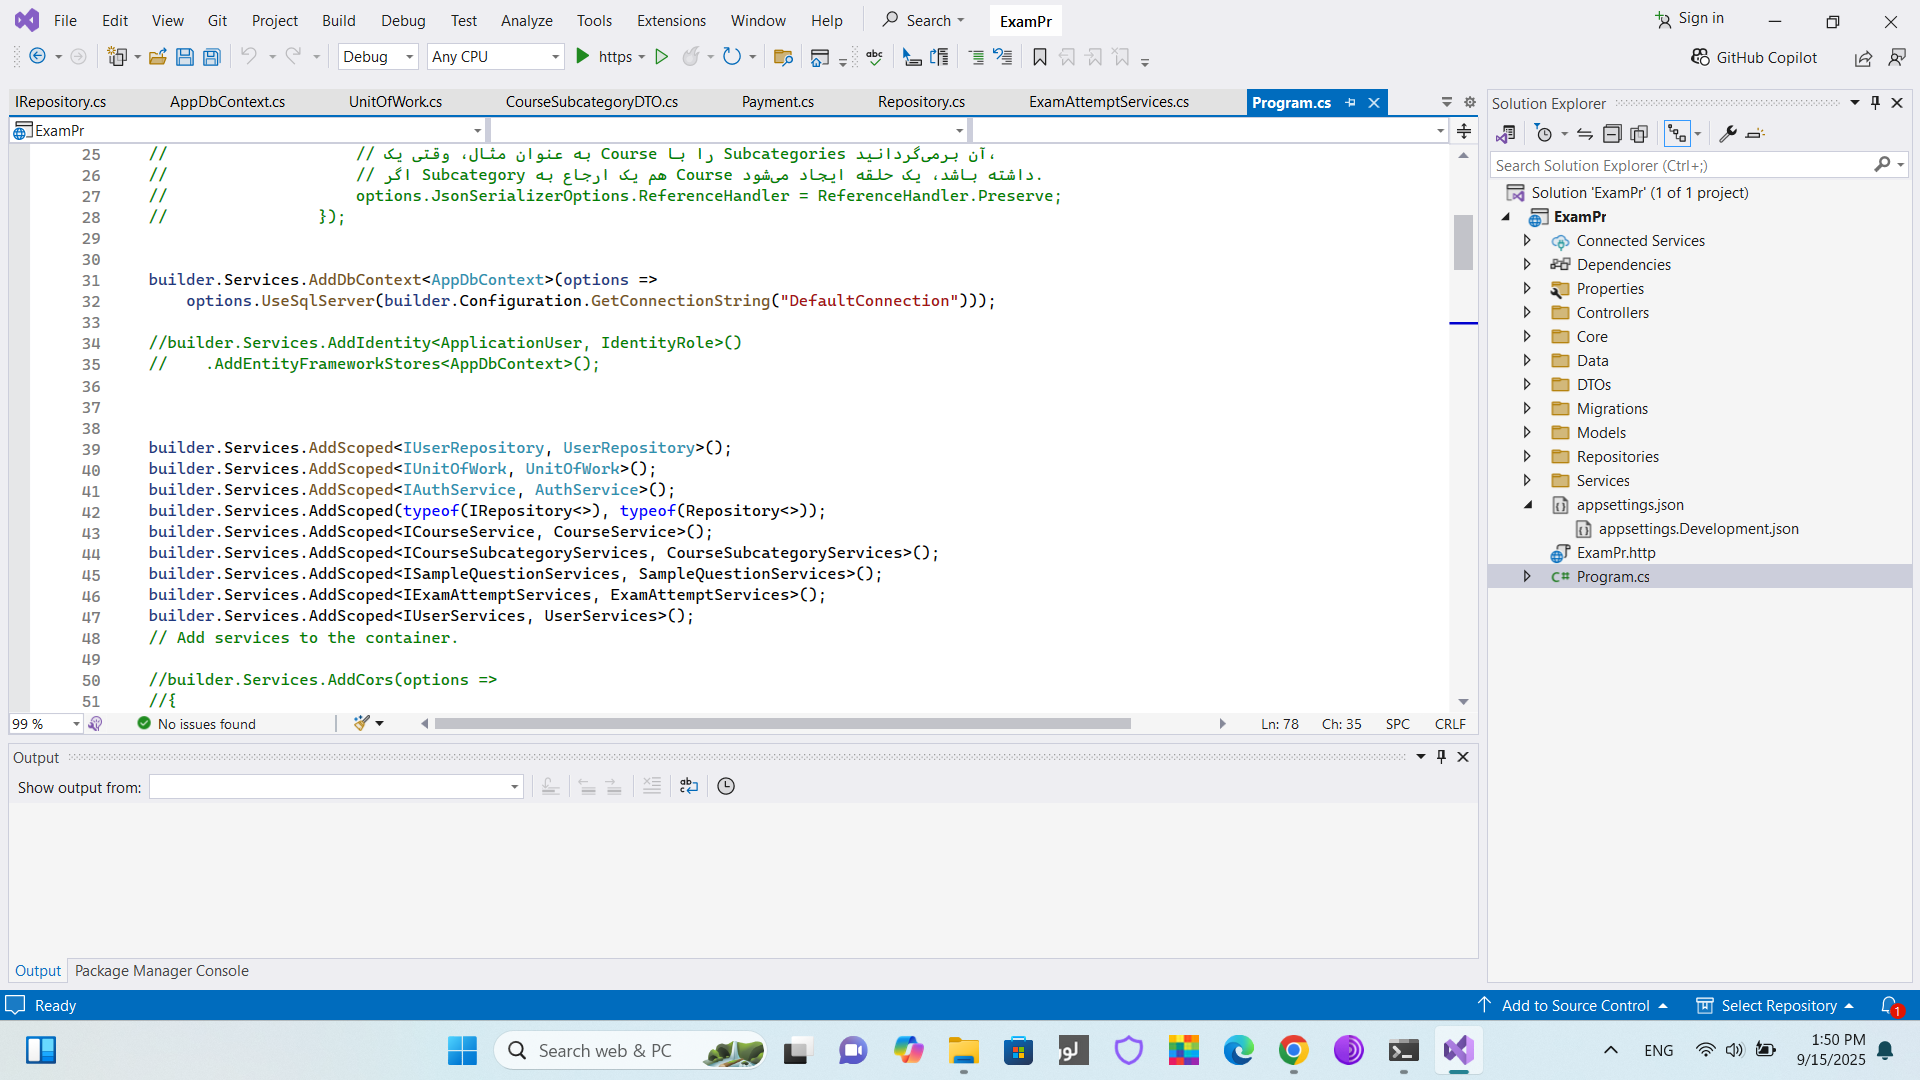 File Edit View Git Project Build Debug Test Analyze Tools Extensions Window Help Search ExamPr Sign in
Debug Any CPU https GitHub Copilot
IRepository.cs AppDbContext.cs UnitOfWork.cs CourseSubcategoryDTO.cs Payment.cs Repository.cs ExamAttemptServices.cs Program.cs
ExamPr
25 // // به عنوان مثال، وقتی یک Course را با Subcategories آن برمی‌گردانید،
26 // // اگر Subcategory هم یک ارجاع به Course داشته باشد، یک حلقه ایجاد می‌شود.
27 // options.JsonSerializerOptions.ReferenceHandler = ReferenceHandler.Preserve;
28 // });
29
30
31 builder.Services.AddDbContext<AppDbContext>(options =>
32 options.UseSqlServer(builder.Configuration.GetConnectionString("DefaultConnection")));
33
34 //builder.Services.AddIdentity<ApplicationUser, IdentityRole>()
35 // .AddEntityFrameworkStores<AppDbContext>();
36
37
38
39 builder.Services.AddScoped<IUserRepository, UserRepository>();
40 builder.Services.AddScoped<IUnitOfWork, UnitOfWork>();
41 builder.Services.AddScoped<IAuthService, AuthService>();
42 builder.Services.AddScoped(typeof(IRepository<>), typeof(Repository<>));
43 builder.Services.AddScoped<ICourseService, CourseService>();
44 builder.Services.AddScoped<ICourseSubcategoryServices, CourseSubcategoryServices>();
45 builder.Services.AddScoped<ISampleQuestionServices, SampleQuestionServices>();
46 builder.Services.AddScoped<IExamAttemptServices, ExamAttemptServices>();
47 builder.Services.AddScoped<IUserServices, UserServices>();
48 // Add services to the container.
49
50 //builder.Services.AddCors(options =>
51 //{
99 % No issues found Ln: 78 Ch: 35 SPC CRLF
Output
Show output from:
Output Package Manager Console
Solution Explorer
Search Solution Explorer (Ctrl+;)
Solution 'ExamPr' (1 of 1 project)
ExamPr
Connected Services
Dependencies
Properties
Controllers
Core
Data
DTOs
Migrations
Models
Repositories
Services
appsettings.json
appsettings.Development.json
ExamPr.http
C# Program.cs
Ready Add to Source Control Select Repository 1
Search web & PC لور ENG 1:50 PM
9/15/2025